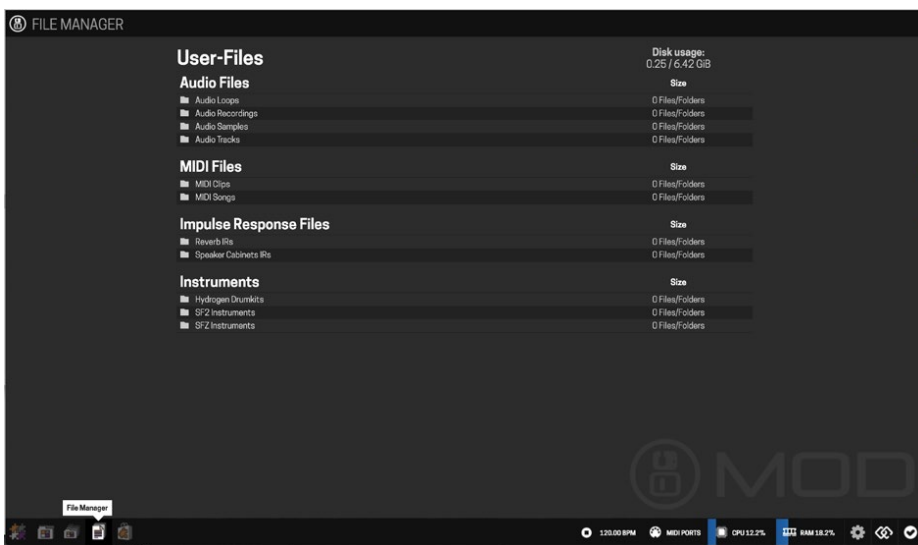 FILE MANAGER
User-Files
Disk usage:
0.25 / 6.42 GiB
Audio Files Size
Audio Loops 0 Files/Folders
Audio Recordings 0 Files/Folders
Audio Samples 0 Files/Folders
Audio Tracks 0 Files/Folders
MIDI Files Size
MIDI Clips 0 Files/Folders
MIDI Songs 0 Files/Folders
Impulse Response Files Size
Reverb IRs 0 Files/Folders
Speaker Cabinets IRs 0 Files/Folders
Instruments Size
Hydrogen Drumkits 0 Files/Folders
SF2 Instruments 0 Files/Folders
SFZ Instruments 0 Files/Folders
MOD
File Manager
120.00 BPM MIDI PORTS CPU 12.2% RAM 18.2%